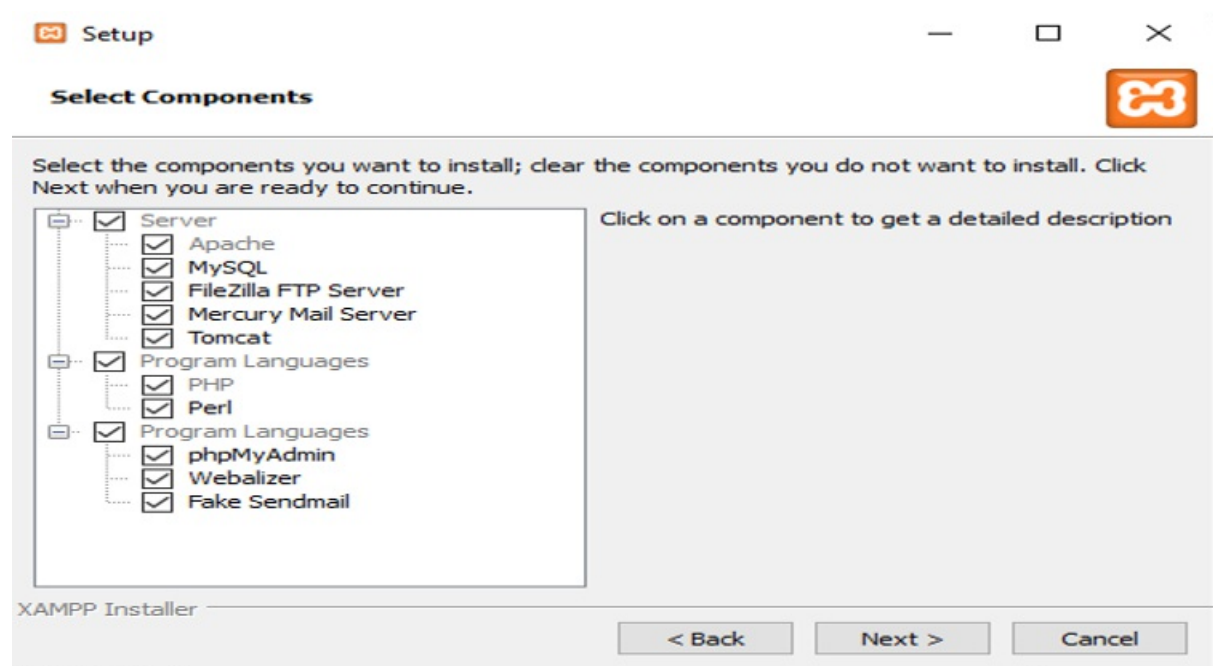 Setup
Select Components
Select the components you want to install; clear the components you do not want to install. Click
Next when you are ready to continue.
Server
Apache
MySQL
FileZilla FTP Server
Mercury Mail Server
Tomcat
Program Languages
PHP
Perl
Program Languages
phpMyAdmin
Webalizer
Fake Sendmail
Click on a component to get a detailed description
XAMPP Installer
< Back
Next >
Cancel